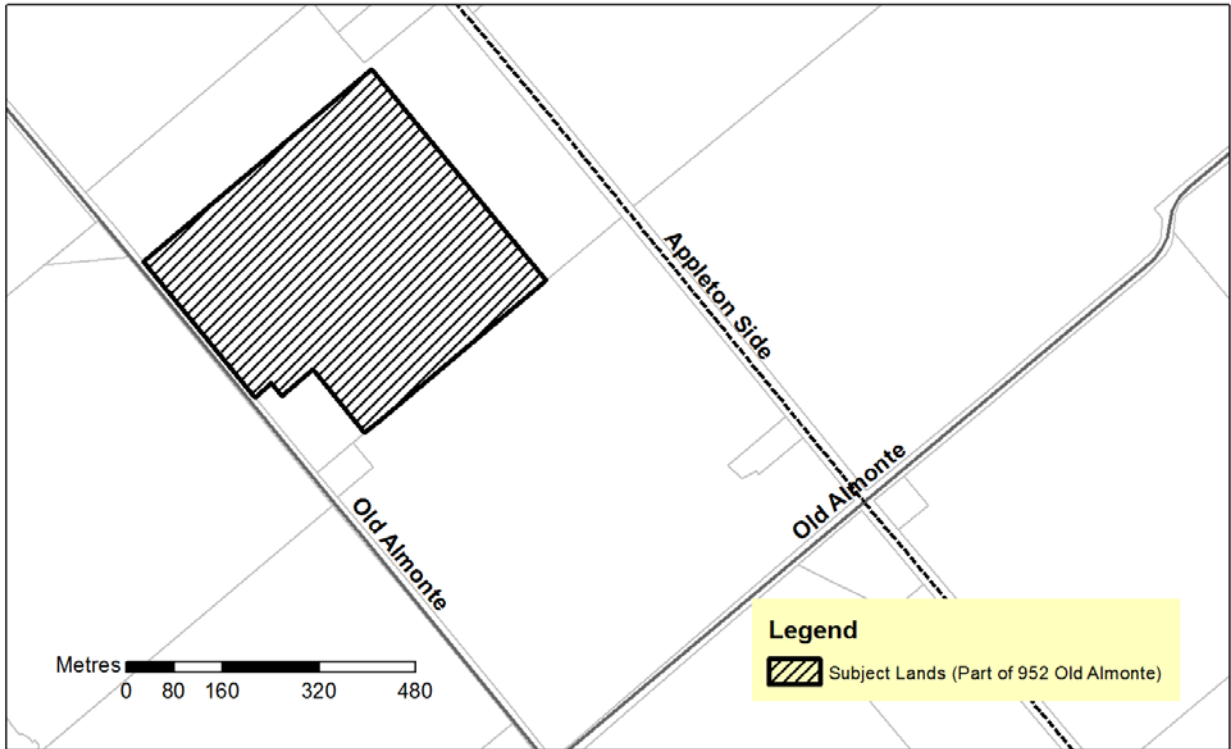 Appleton Side
Old Almonte
Old Almonte
Legend
Subject Lands (Part of 952 Old Almonte)
Metres
0 80 160 320 480